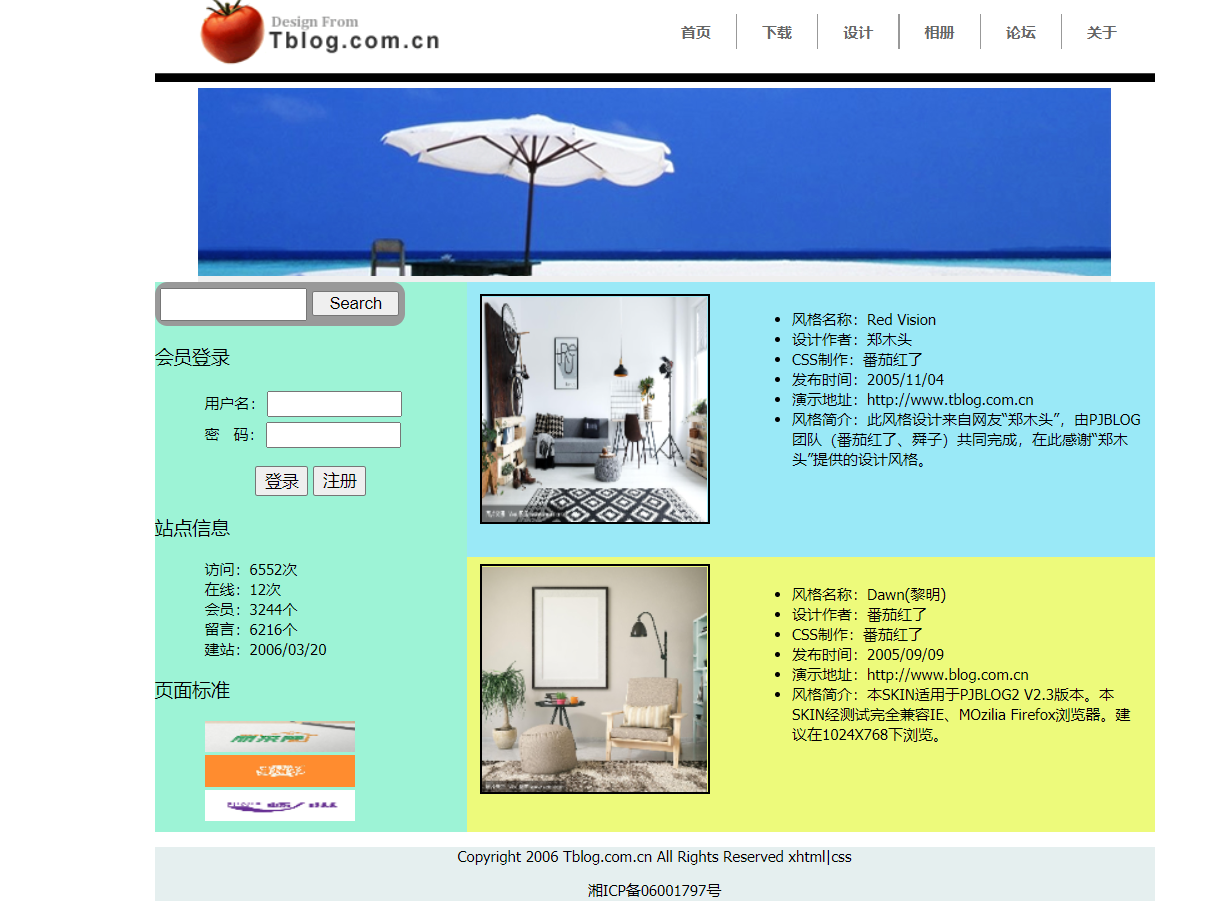 Design From
Tblog.com.cn
首页 下载 设计 相册 论坛 关于
Search
会员登录
用户名：
密 码：
登录 注册
站点信息
访问：6552次
在线：12次
会员：3244个
留言：6216个
建站：2006/03/20
页面标准
风格名称：Red Vision
设计作者：郑木头
CSS制作：番茄红了
发布时间：2005/11/04
演示地址：http://www.tblog.com.cn
风格简介：此风格设计来自网友“郑木头”，由PJBLOG
团队（番茄红了、舜子）共同完成，在此感谢“郑木
头”提供的设计风格。
风格名称：Dawn(黎明)
设计作者：番茄红了
CSS制作：番茄红了
发布时间：2005/09/09
演示地址：http://www.blog.com.cn
风格简介：本SKIN适用于PJBLOG2 V2.3版本。本
SKIN经测试完全兼容IE、MOzilia Firefox浏览器。建
议在1024X768下浏览。
Copyright 2006 Tblog.com.cn All Rights Reserved xhtml|css
湘ICP备06001797号